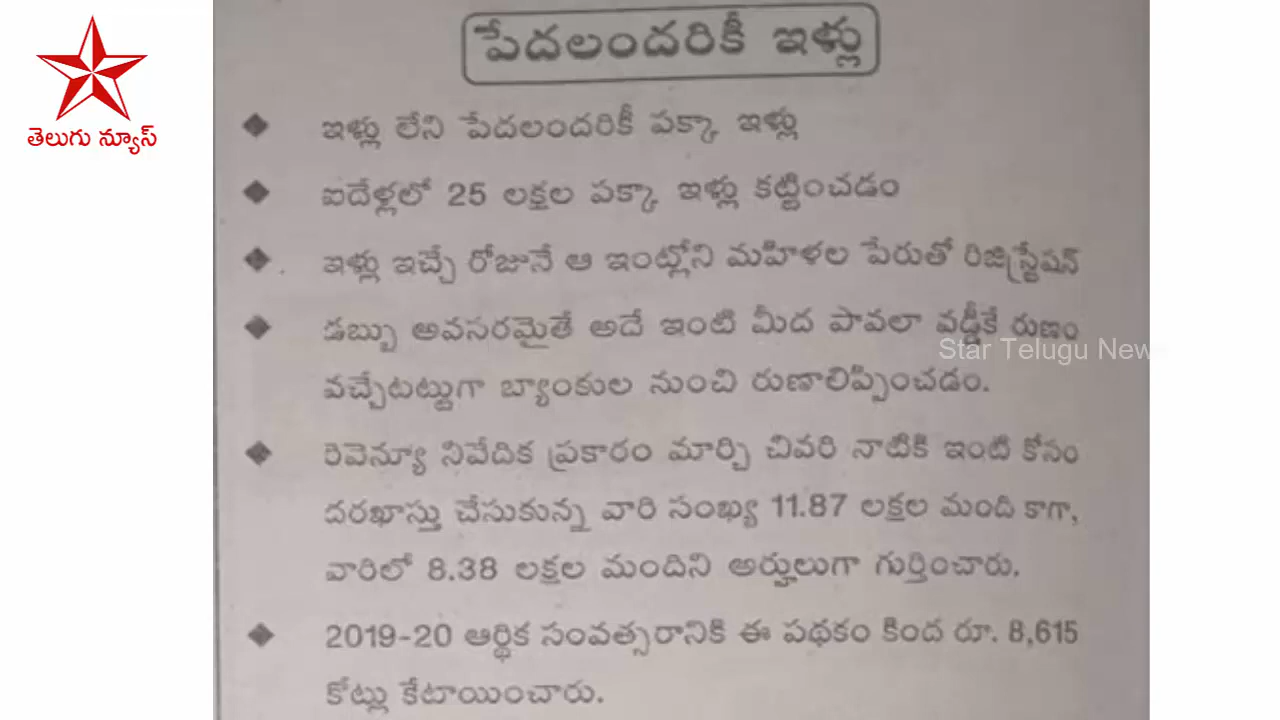 తెలుగు న్యూస్
పేదలందరికీ ఇళ్లు
◆ ఇళ్లు లేని పేదలందరికీ పక్కా ఇళ్లు
◆ ఐదేళ్లలో 25 లక్షల పక్కా ఇళ్లు కట్టించడం
◆ ఇళ్లు ఇచ్చే రోజునే ఆ ఇంట్లోని మహిళల పేరుతో రిజిస్ట్రేషన్
◆ డబ్బు అవసరమైతే అదే ఇంటి మీద పావలా వడ్డీకే రుణం
Star Telugu News
వచ్చేటట్టుగా బ్యాంకుల నుంచి రుణాలిప్పించడం.
◆ రెవెన్యూ నివేదిక ప్రకారం మార్చి చివరి నాటికి ఇంటి కోసం
దరఖాస్తు చేసుకున్న వారి సంఖ్య 11.87 లక్షల మంది కాగా,
వారిలో 8.38 లక్షల మందిని అర్హులుగా గుర్తించారు.
◆ 2019-20 ఆర్థిక సంవత్సరానికి ఈ పథకం కింద రూ. 8,615
కోట్లు కేటాయించారు.